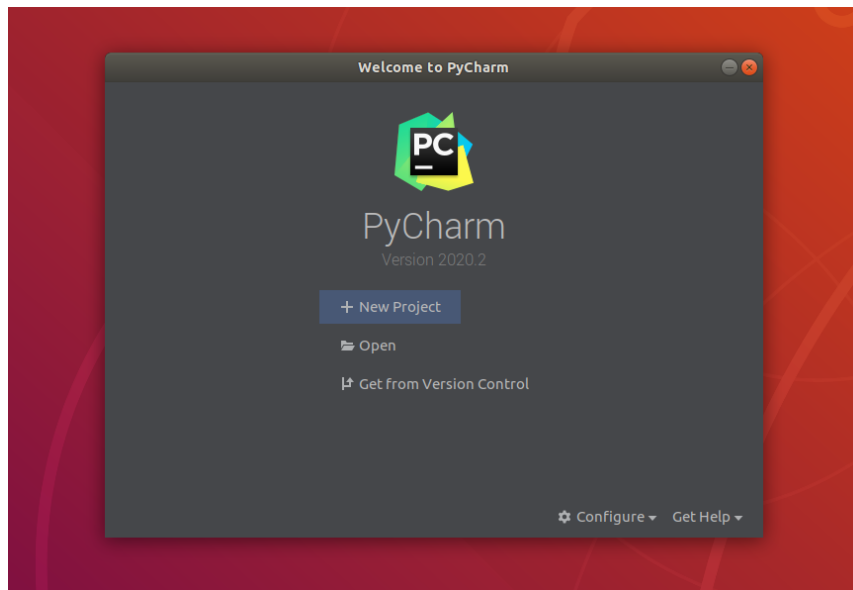 Welcome to PyCharm
PC
PyCharm
Version 2020.2
New Project
Open
Get from Version Control
Configure
Get Help